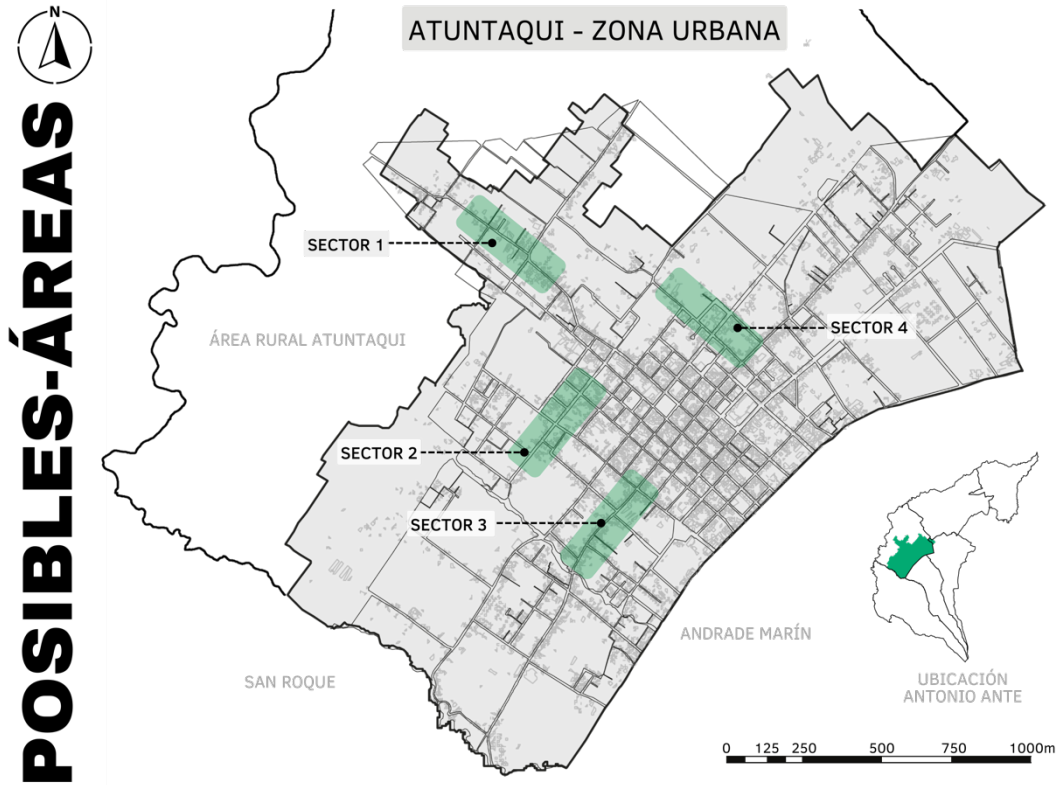 N
POSIBLES-ÁREAS
ATUNTAQUI - ZONA URBANA
SECTOR 1
SECTOR 4
ÁREA RURAL ATUNTAQUI
SECTOR 2
SECTOR 3
ANDRADE MARÍN
SAN ROQUE
UBICACIÓN
ANTONIO ANTE
0 125 250 500 750 1000m